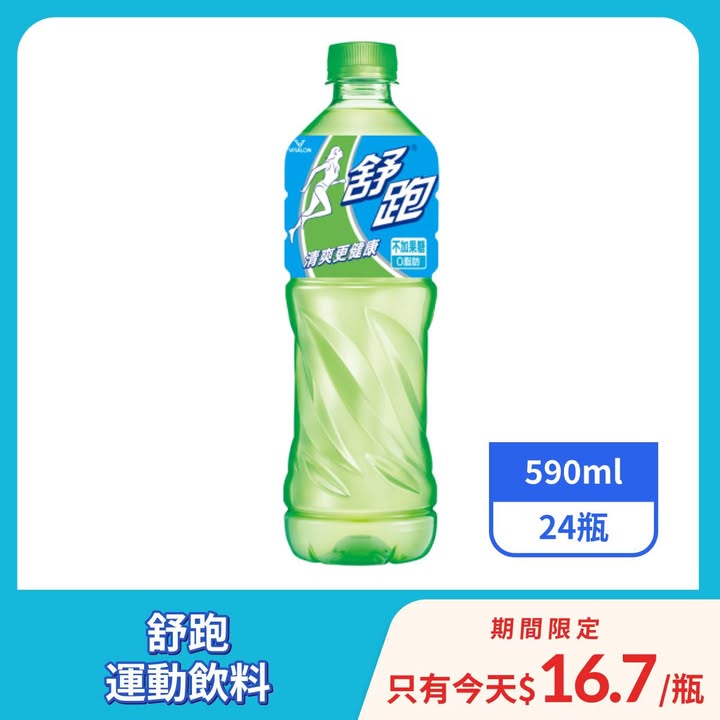 VITALON
舒跑
清爽更健康
不加果糖
0脂肪
590ml
24瓶
舒跑
運動飲料
期間限定
只有今天$16.7/瓶